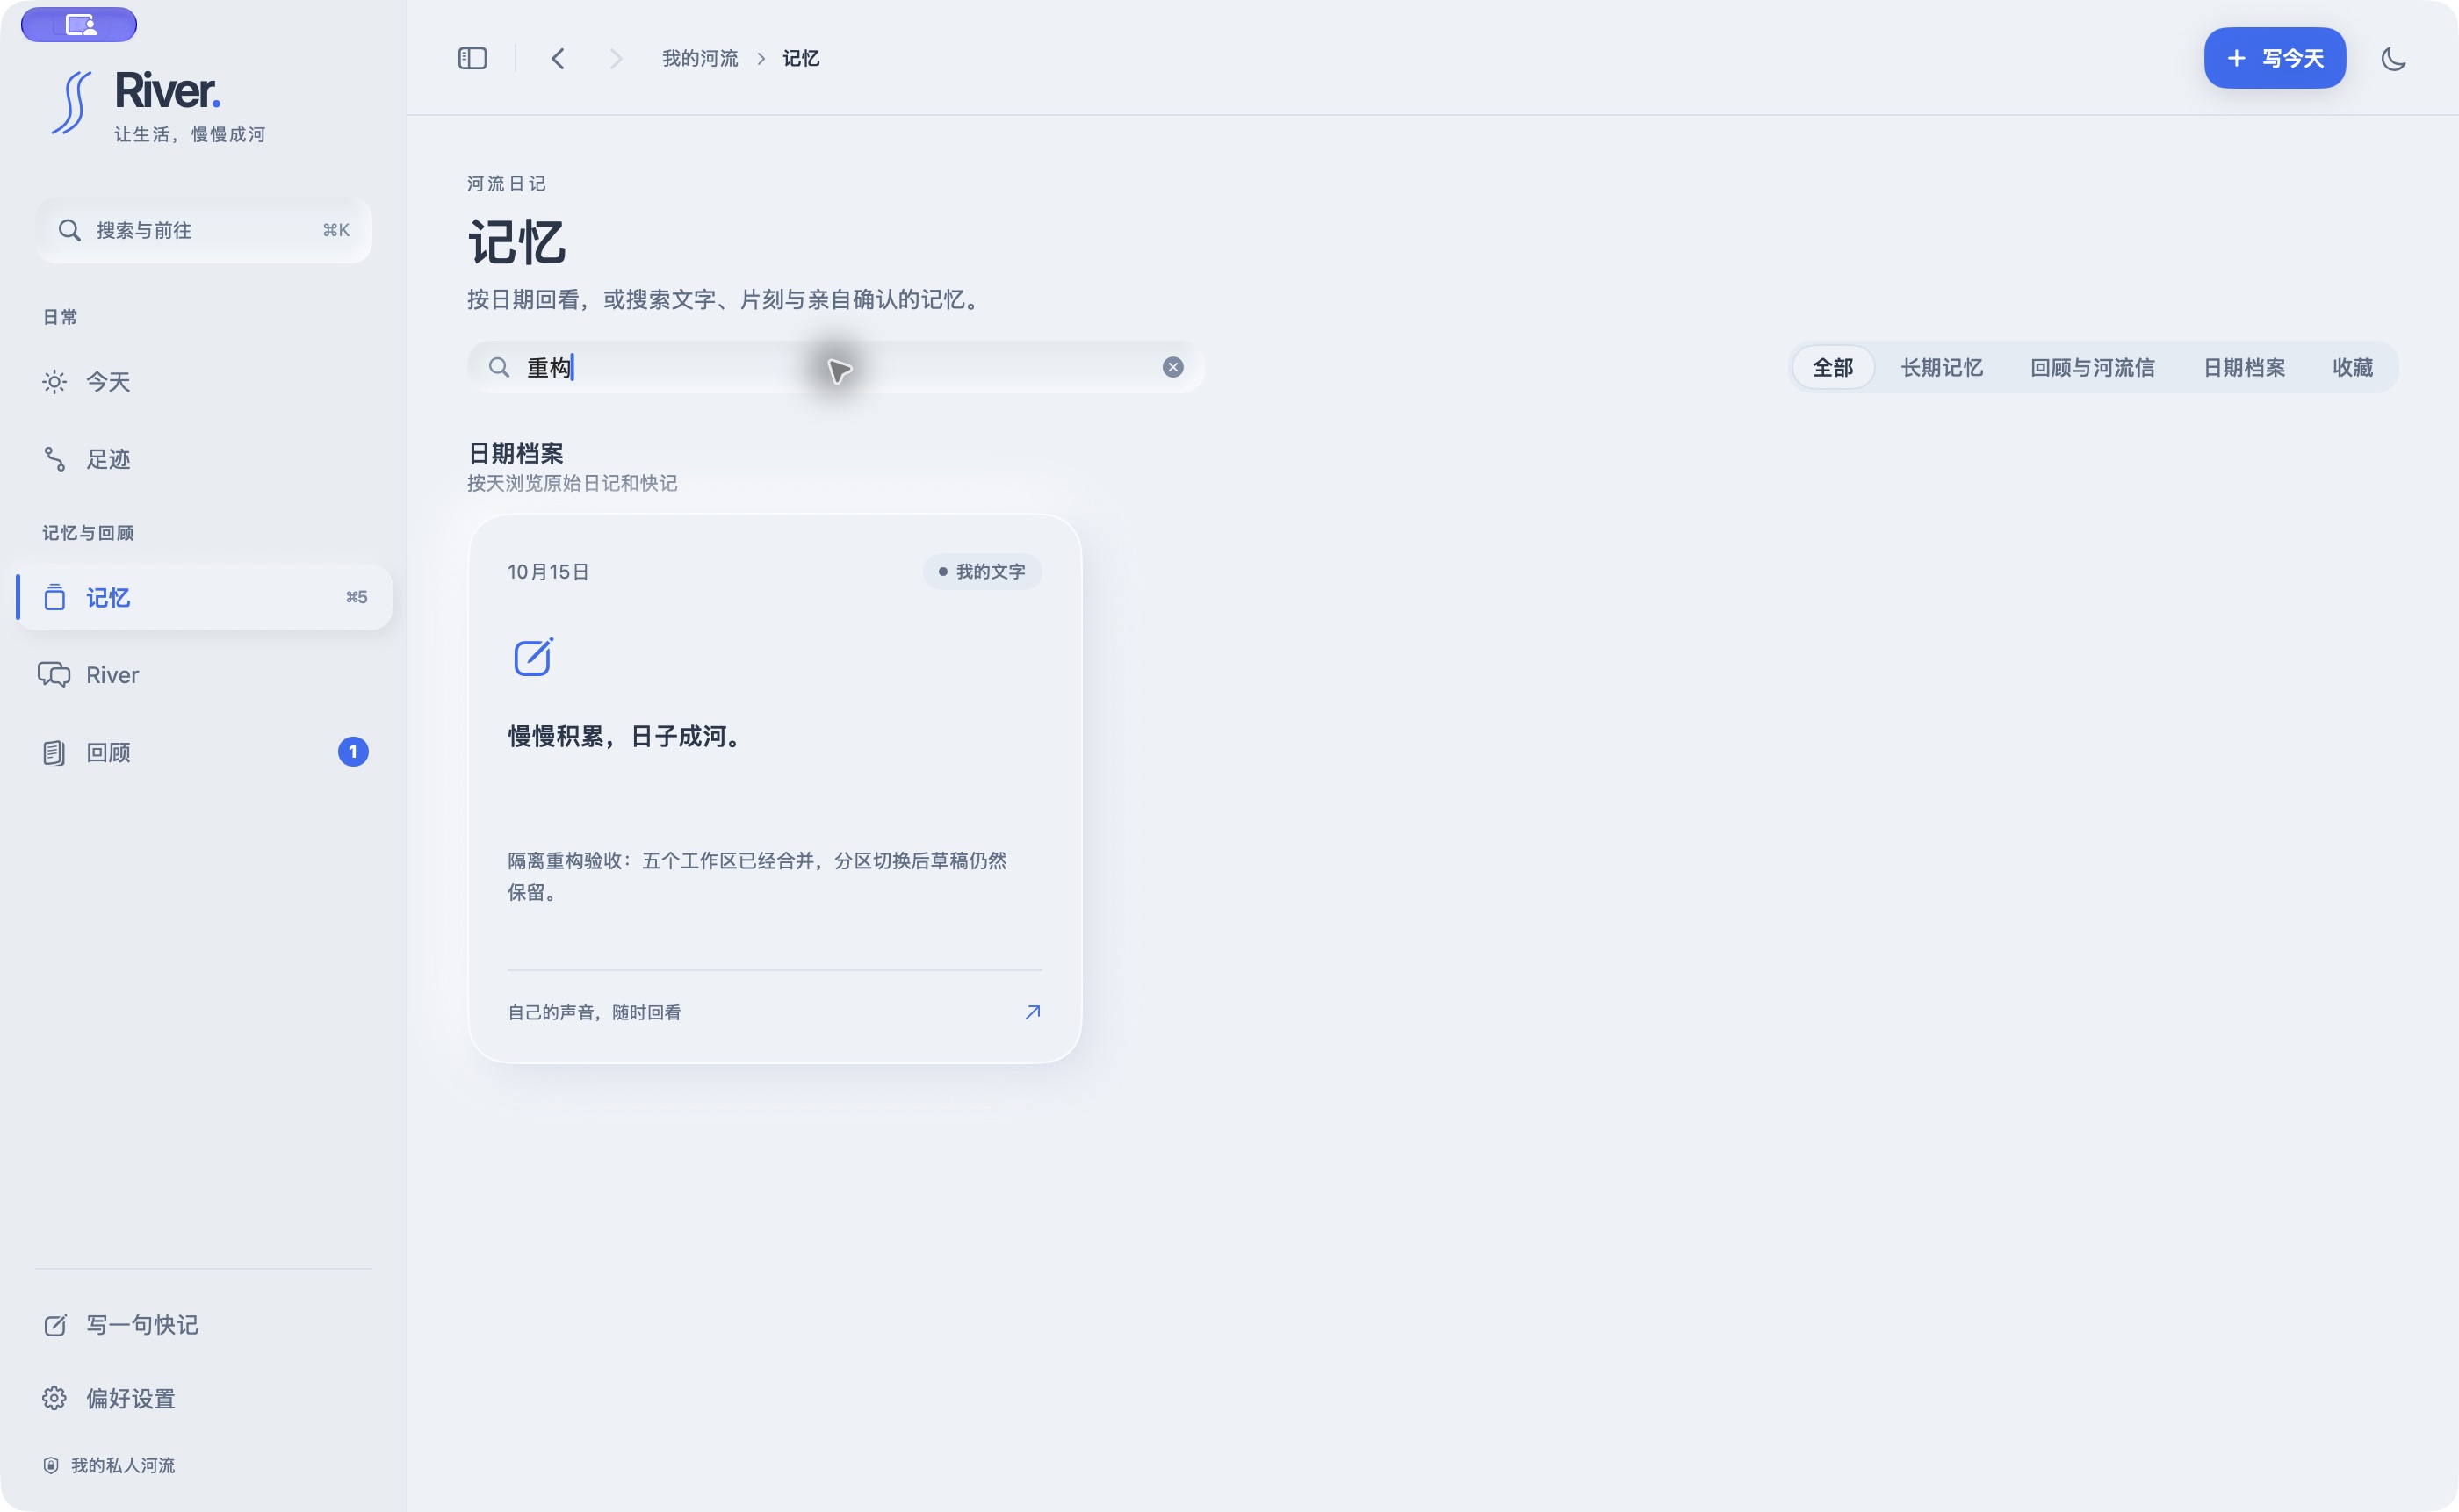 River.
让生活，慢慢成河
搜索与前往 ⌘K
日常
今天
足迹
记忆与回顾
记忆 ⌘5
River
回顾 1
写一句快记
偏好设置
我的私人河流
我的河流 > 记忆
+ 写今天
河流日记
记忆
按日期回看，或搜索文字、片刻与亲自确认的记忆。
重构
全部 长期记忆 回顾与河流信 日期档案 收藏
日期档案
按天浏览原始日记和快记
10月15日
我的文字
慢慢积累，日子成河。
隔离重构验收：五个工作区已经合并，分区切换后草稿仍然
保留。
自己的声音，随时回看